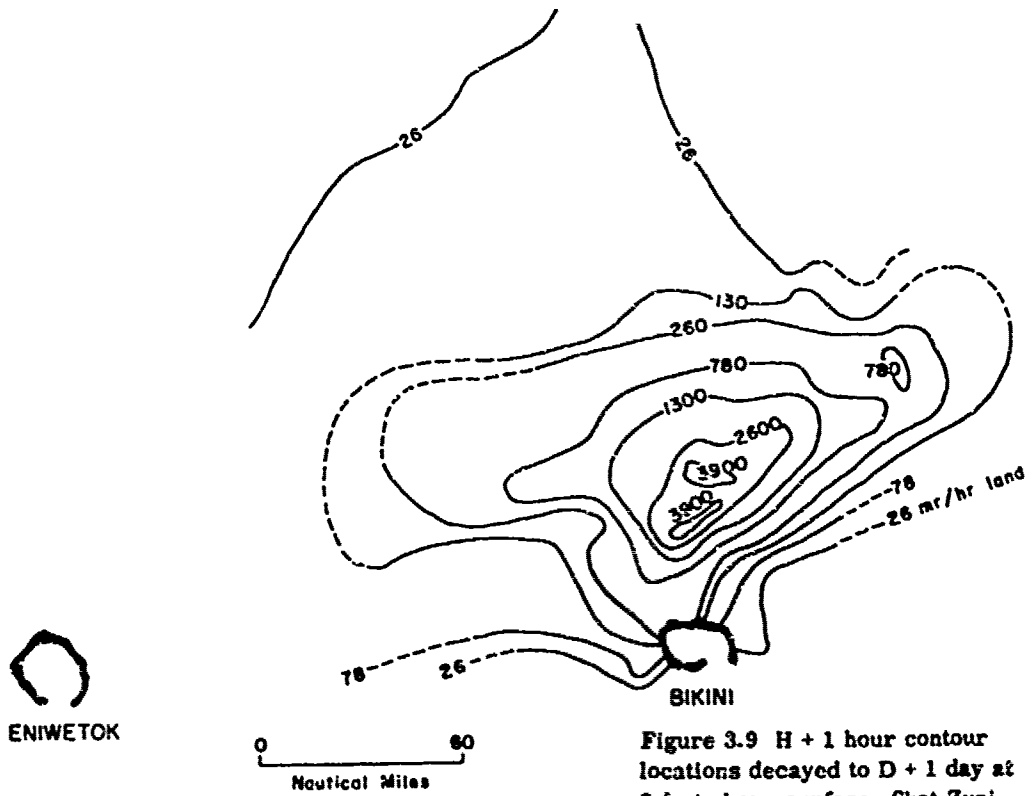 26
26
130
260
780
780
1300
2600
3900
3900
78
26 mr/hr land
78
26
BIKINI
ENIWETOK
0 60
Nautical Miles
Figure 3.9 H + 1 hour contour
locations decayed to D + 1 day at